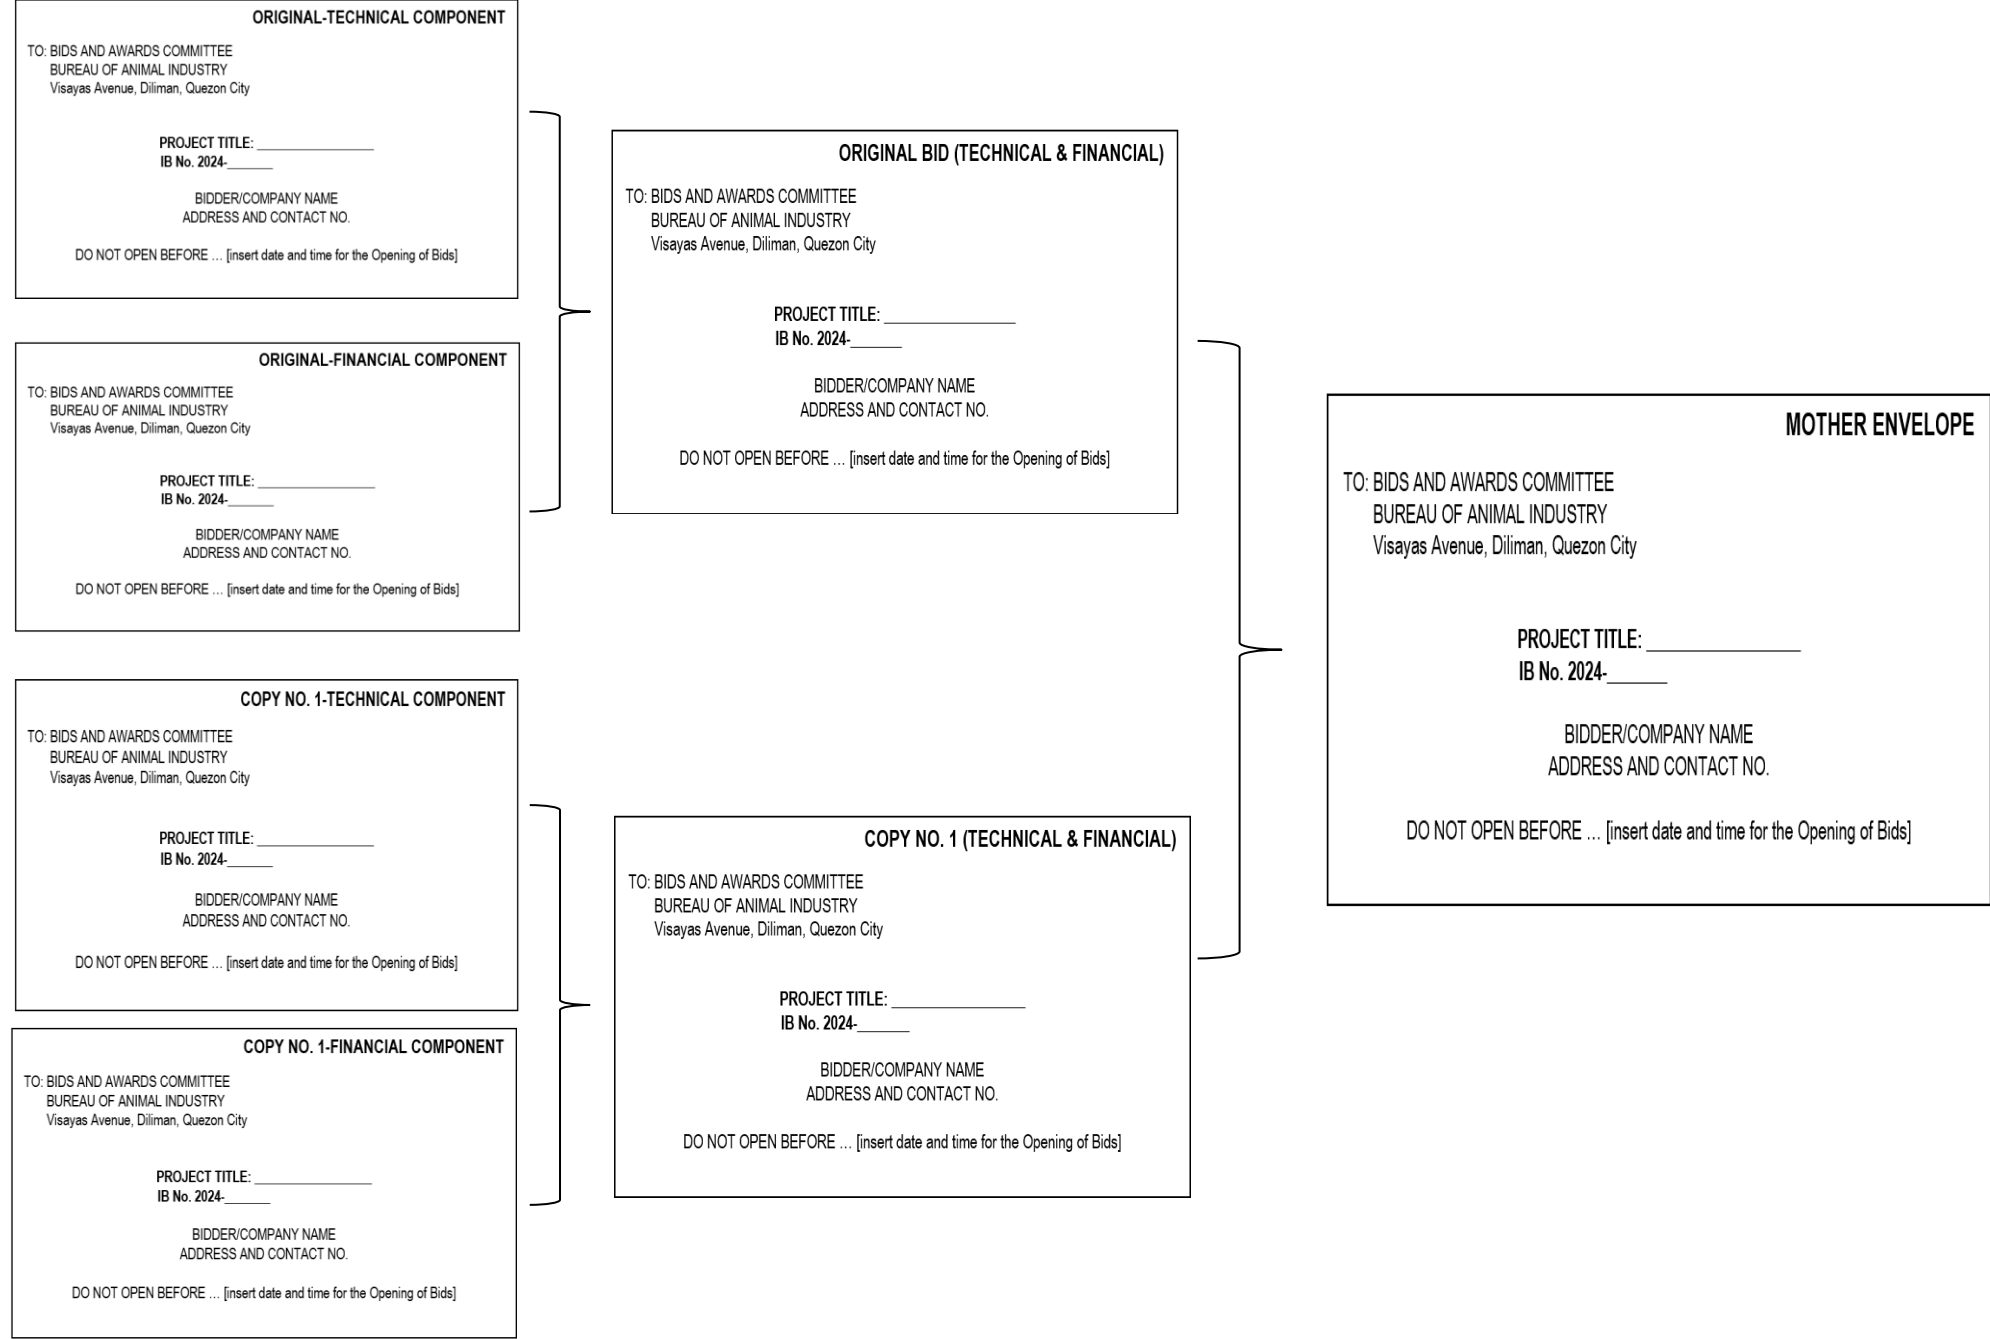 ORIGINAL-TECHNICAL COMPONENT
TO: BIDS AND AWARDS COMMITTEE
BUREAU OF ANIMAL INDUSTRY
Visayas Avenue, Diliman, Quezon City
PROJECT TITLE: _________________
IB No. 2024-_______
BIDDER/COMPANY NAME
ADDRESS AND CONTACT NO.
DO NOT OPEN BEFORE … [insert date and time for the Opening of Bids]
ORIGINAL-FINANCIAL COMPONENT
TO: BIDS AND AWARDS COMMITTEE
BUREAU OF ANIMAL INDUSTRY
Visayas Avenue, Diliman, Quezon City
PROJECT TITLE: _________________
IB No. 2024-_______
BIDDER/COMPANY NAME
ADDRESS AND CONTACT NO.
DO NOT OPEN BEFORE … [insert date and time for the Opening of Bids]
COPY NO. 1-TECHNICAL COMPONENT
TO: BIDS AND AWARDS COMMITTEE
BUREAU OF ANIMAL INDUSTRY
Visayas Avenue, Diliman, Quezon City
PROJECT TITLE: _________________
IB No. 2024-_______
BIDDER/COMPANY NAME
ADDRESS AND CONTACT NO.
DO NOT OPEN BEFORE … [insert date and time for the Opening of Bids]
COPY NO. 1-FINANCIAL COMPONENT
TO: BIDS AND AWARDS COMMITTEE
BUREAU OF ANIMAL INDUSTRY
Visayas Avenue, Diliman, Quezon City
PROJECT TITLE: _________________
IB No. 2024-_______
BIDDER/COMPANY NAME
ADDRESS AND CONTACT NO.
DO NOT OPEN BEFORE … [insert date and time for the Opening of Bids]
ORIGINAL BID (TECHNICAL & FINANCIAL)
TO: BIDS AND AWARDS COMMITTEE
BUREAU OF ANIMAL INDUSTRY
Visayas Avenue, Diliman, Quezon City
PROJECT TITLE: _________________
IB No. 2024-_______
BIDDER/COMPANY NAME
ADDRESS AND CONTACT NO.
DO NOT OPEN BEFORE … [insert date and time for the Opening of Bids]
COPY NO. 1 (TECHNICAL & FINANCIAL)
TO: BIDS AND AWARDS COMMITTEE
BUREAU OF ANIMAL INDUSTRY
Visayas Avenue, Diliman, Quezon City
PROJECT TITLE: _________________
IB No. 2024-_______
BIDDER/COMPANY NAME
ADDRESS AND CONTACT NO.
DO NOT OPEN BEFORE … [insert date and time for the Opening of Bids]
MOTHER ENVELOPE
TO: BIDS AND AWARDS COMMITTEE
BUREAU OF ANIMAL INDUSTRY
Visayas Avenue, Diliman, Quezon City
PROJECT TITLE: _________________
IB No. 2024-_______
BIDDER/COMPANY NAME
ADDRESS AND CONTACT NO.
DO NOT OPEN BEFORE … [insert date and time for the Opening of Bids]